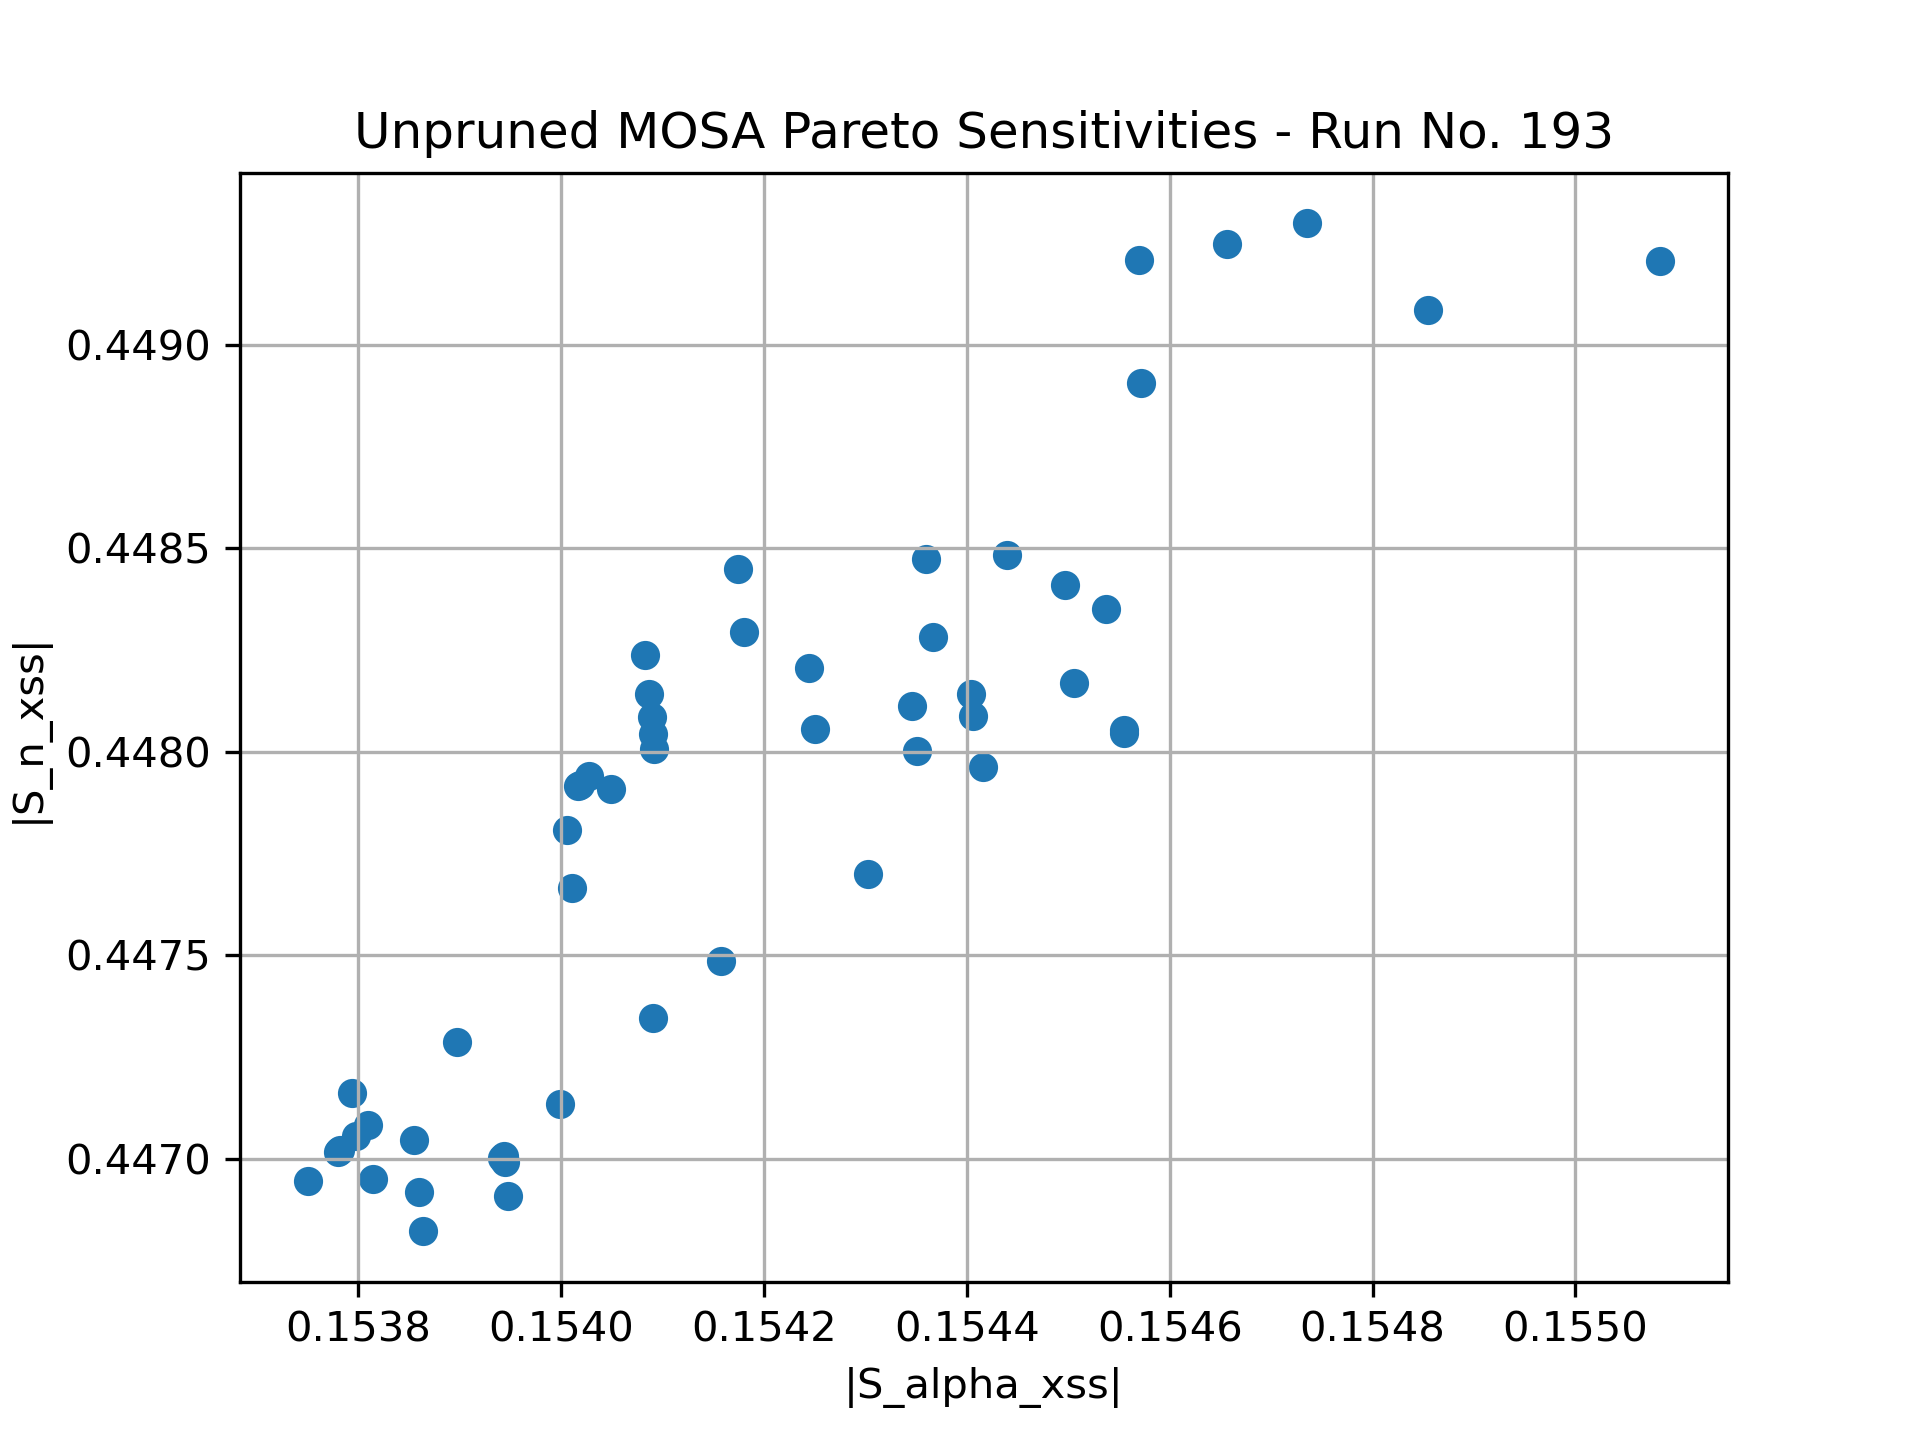 Unpruned MOSA Pareto Sensitivities - Run No. 193
|S_n_xss|
0.4490
0.4485
0.4480
0.4475
0.4470
0.1538 0.1540 0.1542 0.1544 0.1546 0.1548 0.1550
|S_alpha_xss|